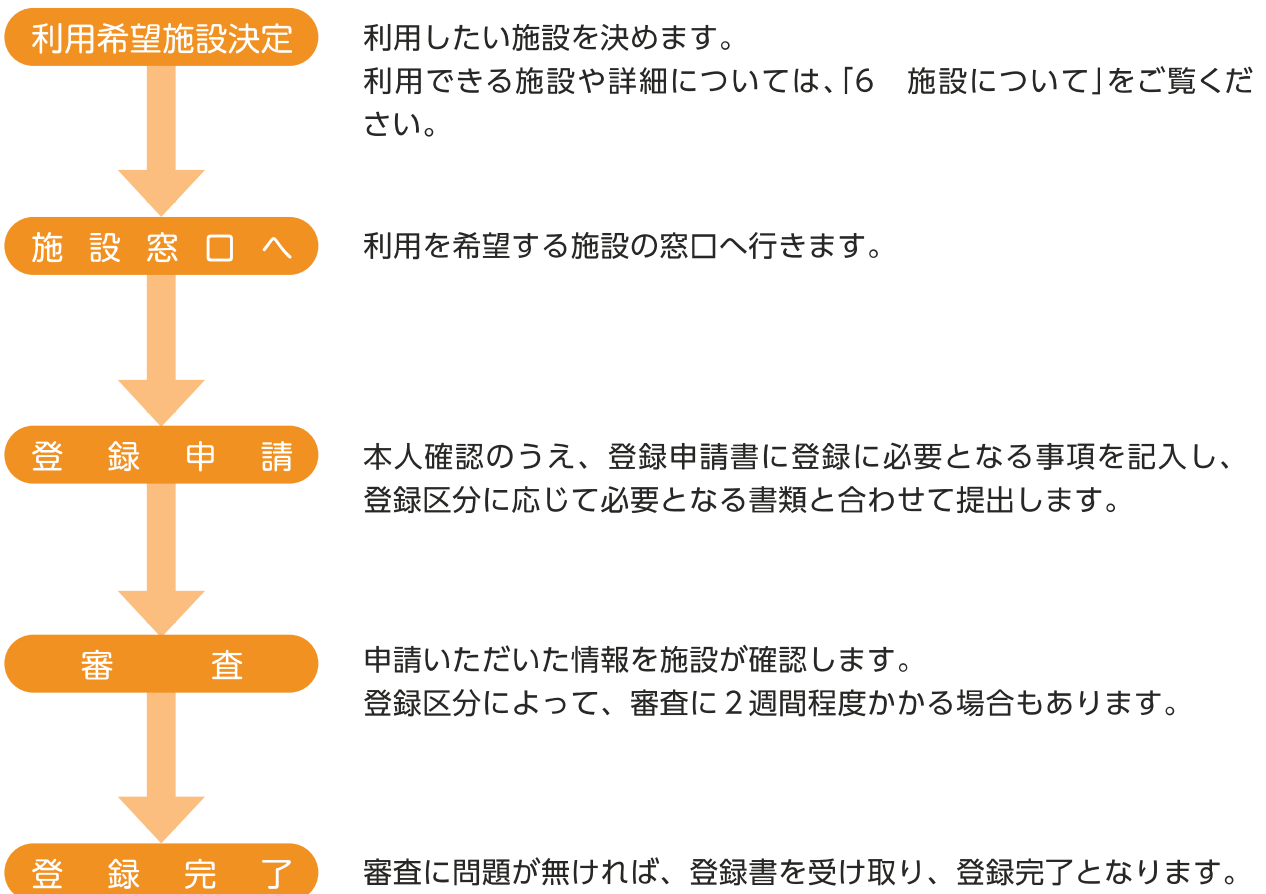 利用希望施設決定
利用したい施設を決めます。
利用できる施設や詳細については、「6　施設について」をご覧くだ
さい。
施設窓口へ
利用を希望する施設の窓口へ行きます。
登録申請
本人確認のうえ、登録申請書に登録に必要となる事項を記入し、
登録区分に応じて必要となる書類と合わせて提出します。
審査
申請いただいた情報を施設が確認します。
登録区分によって、審査に２週間程度かかる場合もあります。
登録完了
審査に問題が無ければ、登録書を受け取り、登録完了となります。